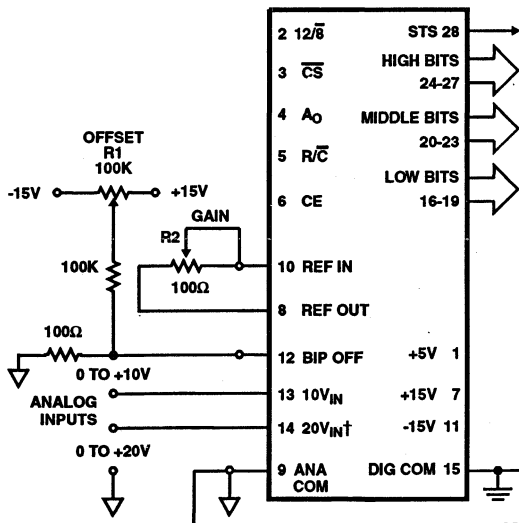 2 12/8̅
STS 28
3 C̅S̅
HIGH BITS
24-27
4 AO
MIDDLE BITS
20-23
OFFSET
R1
100K
5 R/C̅
-15V
+15V
LOW BITS
16-19
6 CE
GAIN
R2
100Ω
10 REF IN
100K
8 REF OUT
100Ω
12 BIP OFF
+5V 1
0 TO +10V
13 10VIN
+15V 7
ANALOG
INPUTS
14 20VIN†
-15V 11
0 TO +20V
9 ANA
COM
DIG COM 15